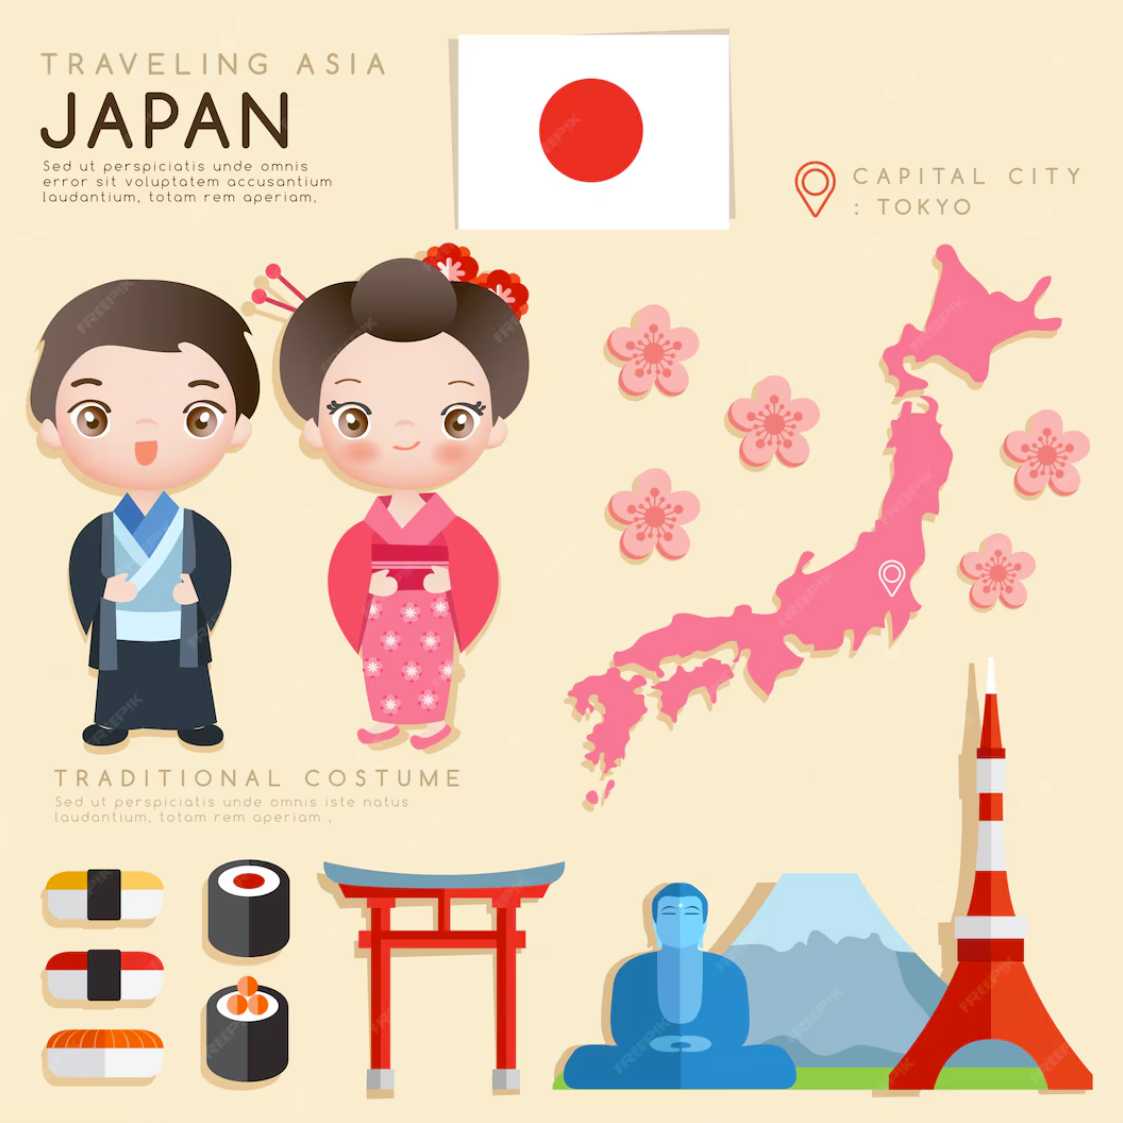 TRAVELING ASIA
JAPAN
Sed ut perspiciatis unde omnis
error sit voluptatem accusantium
laudantium, totam rem aperiam,
CAPITAL CITY
: TOKYO
TRADITIONAL COSTUME
Sed ut perspiciatis unde omnis iste natus
laudantium, totam rem aperiam ,